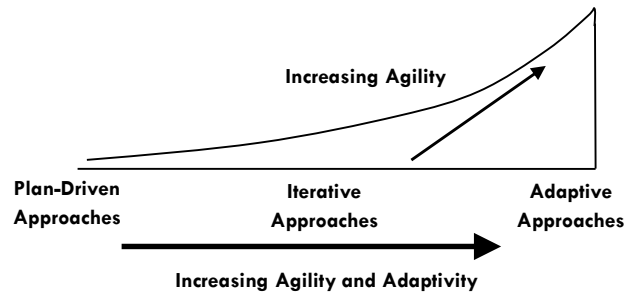 Increasing Agility
Plan-Driven
Approaches
Iterative
Approaches
Adaptive
Approaches
Increasing Agility and Adaptivity